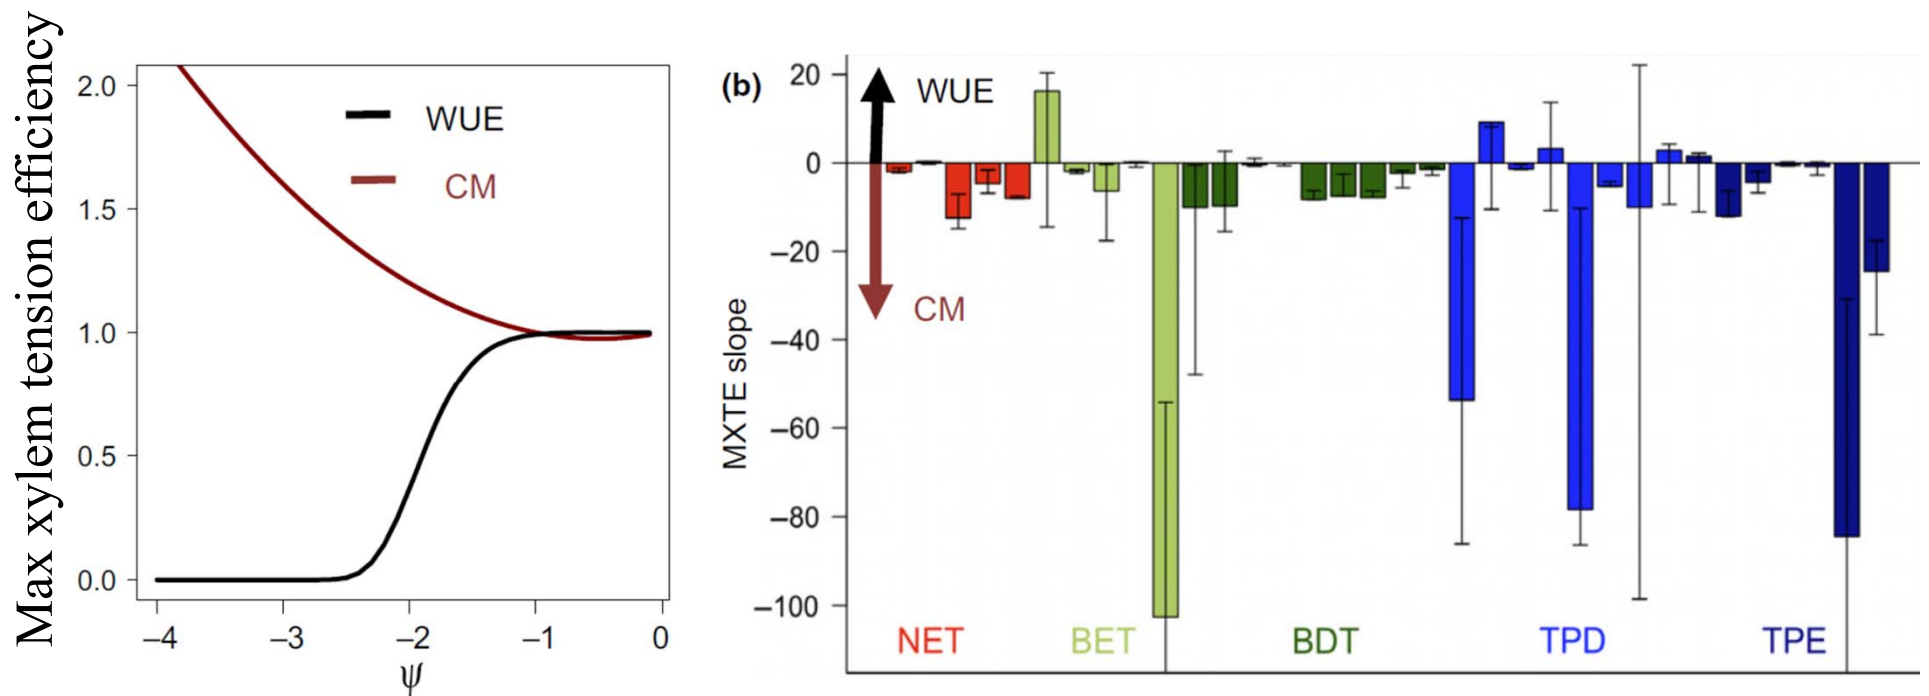 Max xylem tension efficiency
2.0
1.5
1.0
0.5
0.0
WUE
CM
–4
–3
–2
–1
0
ψ
(b)
MXTE slope
20
0
–20
–40
–60
–80
–100
WUE
CM
NET
BET
BDT
TPD
TPE